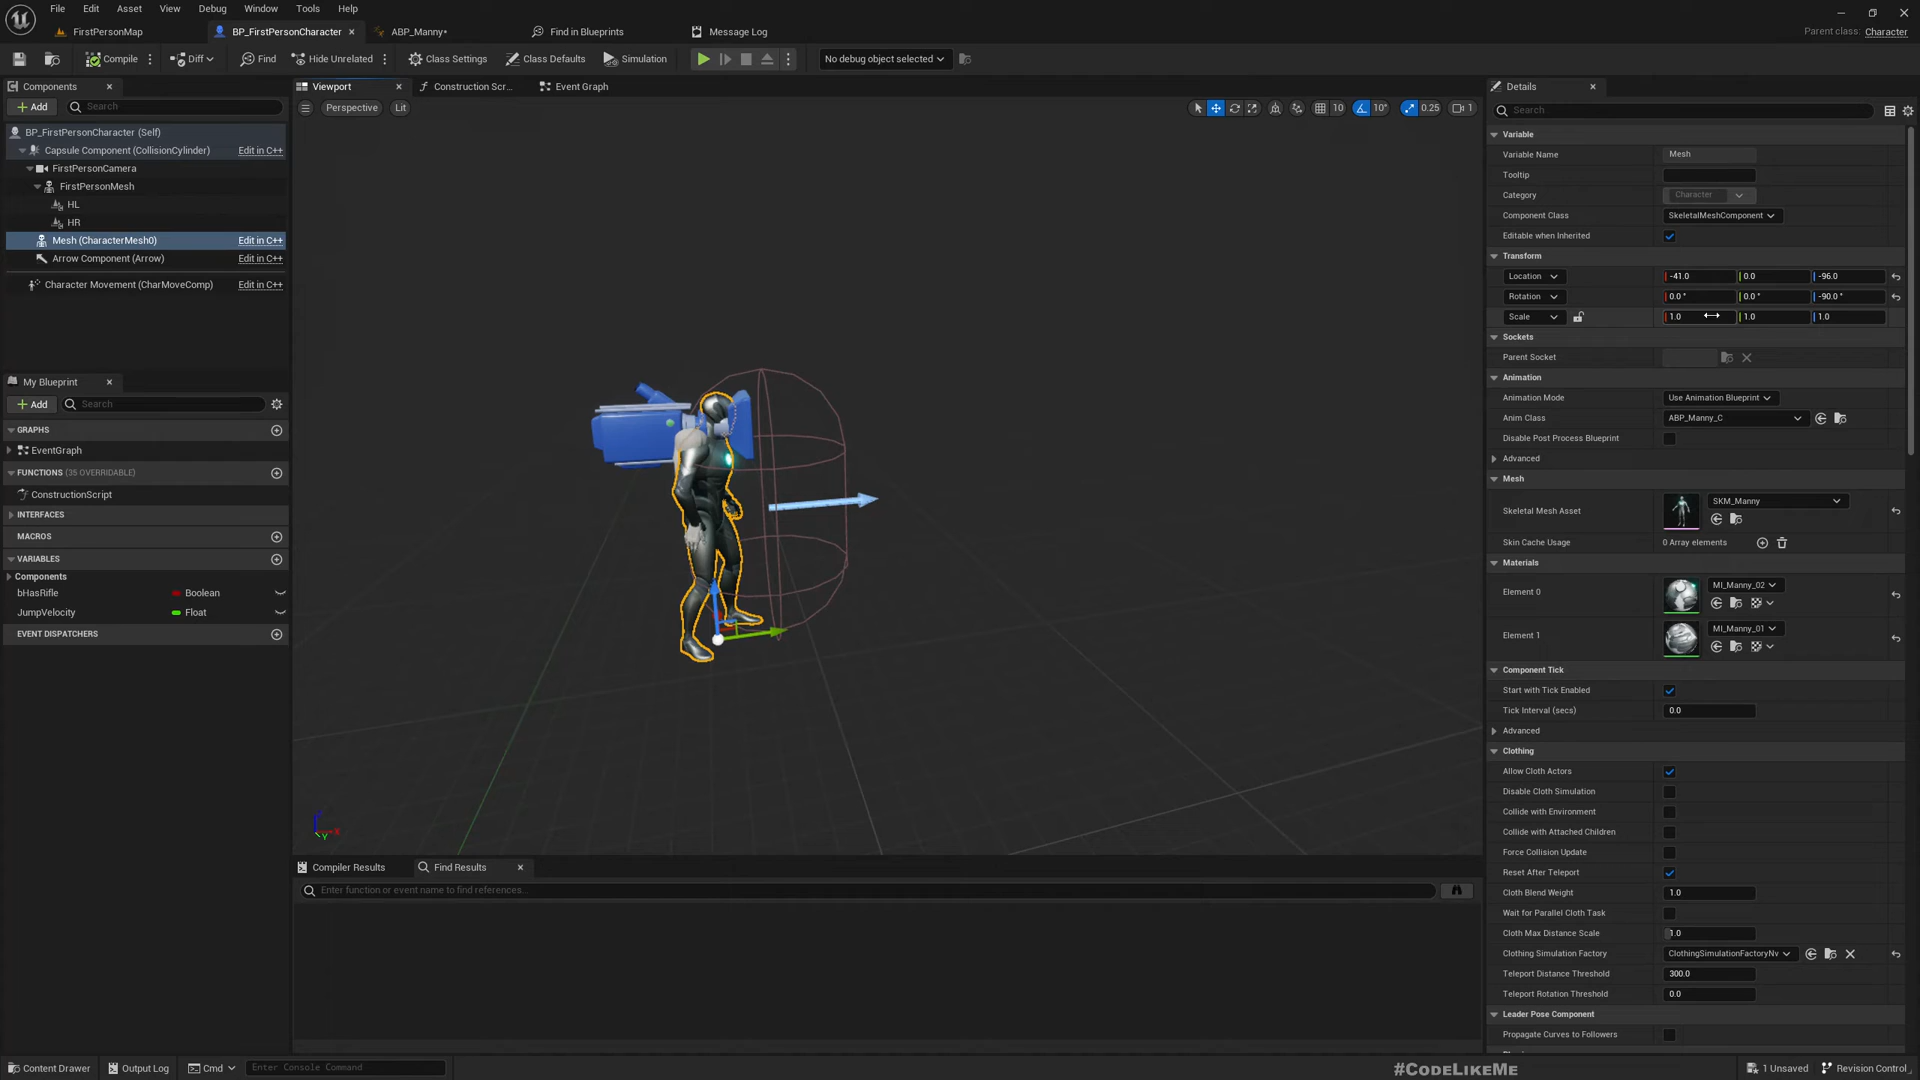 File Edit Asset View Debug Window Tools Help
FirstPersonMap BP_FirstPersonCharacter ABP_Manny• Find in Blueprints Message Log
Parent class: Character
Compile Diff Find Hide Unrelated Class Settings Class Defaults Simulation No debug object selected
Components
Add Search
BP_FirstPersonCharacter (Self)
Capsule Component (CollisionCylinder) Edit in C++
FirstPersonCamera
FirstPersonMesh
HL
HR
Mesh (CharacterMesh0) Edit in C++
Arrow Component (Arrow) Edit in C++
Character Movement (CharMoveComp) Edit in C++
My Blueprint
Add Search
GRAPHS
EventGraph
FUNCTIONS (35 OVERRIDABLE)
ConstructionScript
INTERFACES
MACROS
VARIABLES
Components
bHasRifle Boolean
JumpVelocity Float
EVENT DISPATCHERS
Viewport Construction Scr... Event Graph
Perspective Lit
10 10° 0.25 1
Z X Y
Compiler Results Find Results
Enter function or event name to find references...
Details
Search
Variable
Variable Name Mesh
Tooltip
Category Character
Component Class SkeletalMeshComponent
Editable when Inherited
Transform
Location -41.0 0.0 -96.0
Rotation 0.0 ° 0.0 ° -90.0 °
Scale 1.0 1.0 1.0
Sockets
Parent Socket
Animation
Animation Mode Use Animation Blueprint
Anim Class ABP_Manny_C
Disable Post Process Blueprint
Advanced
Mesh
Skeletal Mesh Asset SKM_Manny
Skin Cache Usage 0 Array elements
Materials
Element 0 MI_Manny_02
Element 1 MI_Manny_01
Component Tick
Start with Tick Enabled
Tick Interval (secs) 0.0
Advanced
Clothing
Allow Cloth Actors
Disable Cloth Simulation
Collide with Environment
Collide with Attached Children
Force Collision Update
Reset After Teleport
Cloth Blend Weight 1.0
Wait for Parallel Cloth Task
Cloth Max Distance Scale 1.0
Clothing Simulation Factory ClothingSimulationFactoryNv
Teleport Distance Threshold 300.0
Teleport Rotation Threshold 0.0
Leader Pose Component
Propagate Curves to Followers
Content Drawer Output Log Cmd Enter Console Command
#CodeLikeMe
1 Unsaved Revision Control